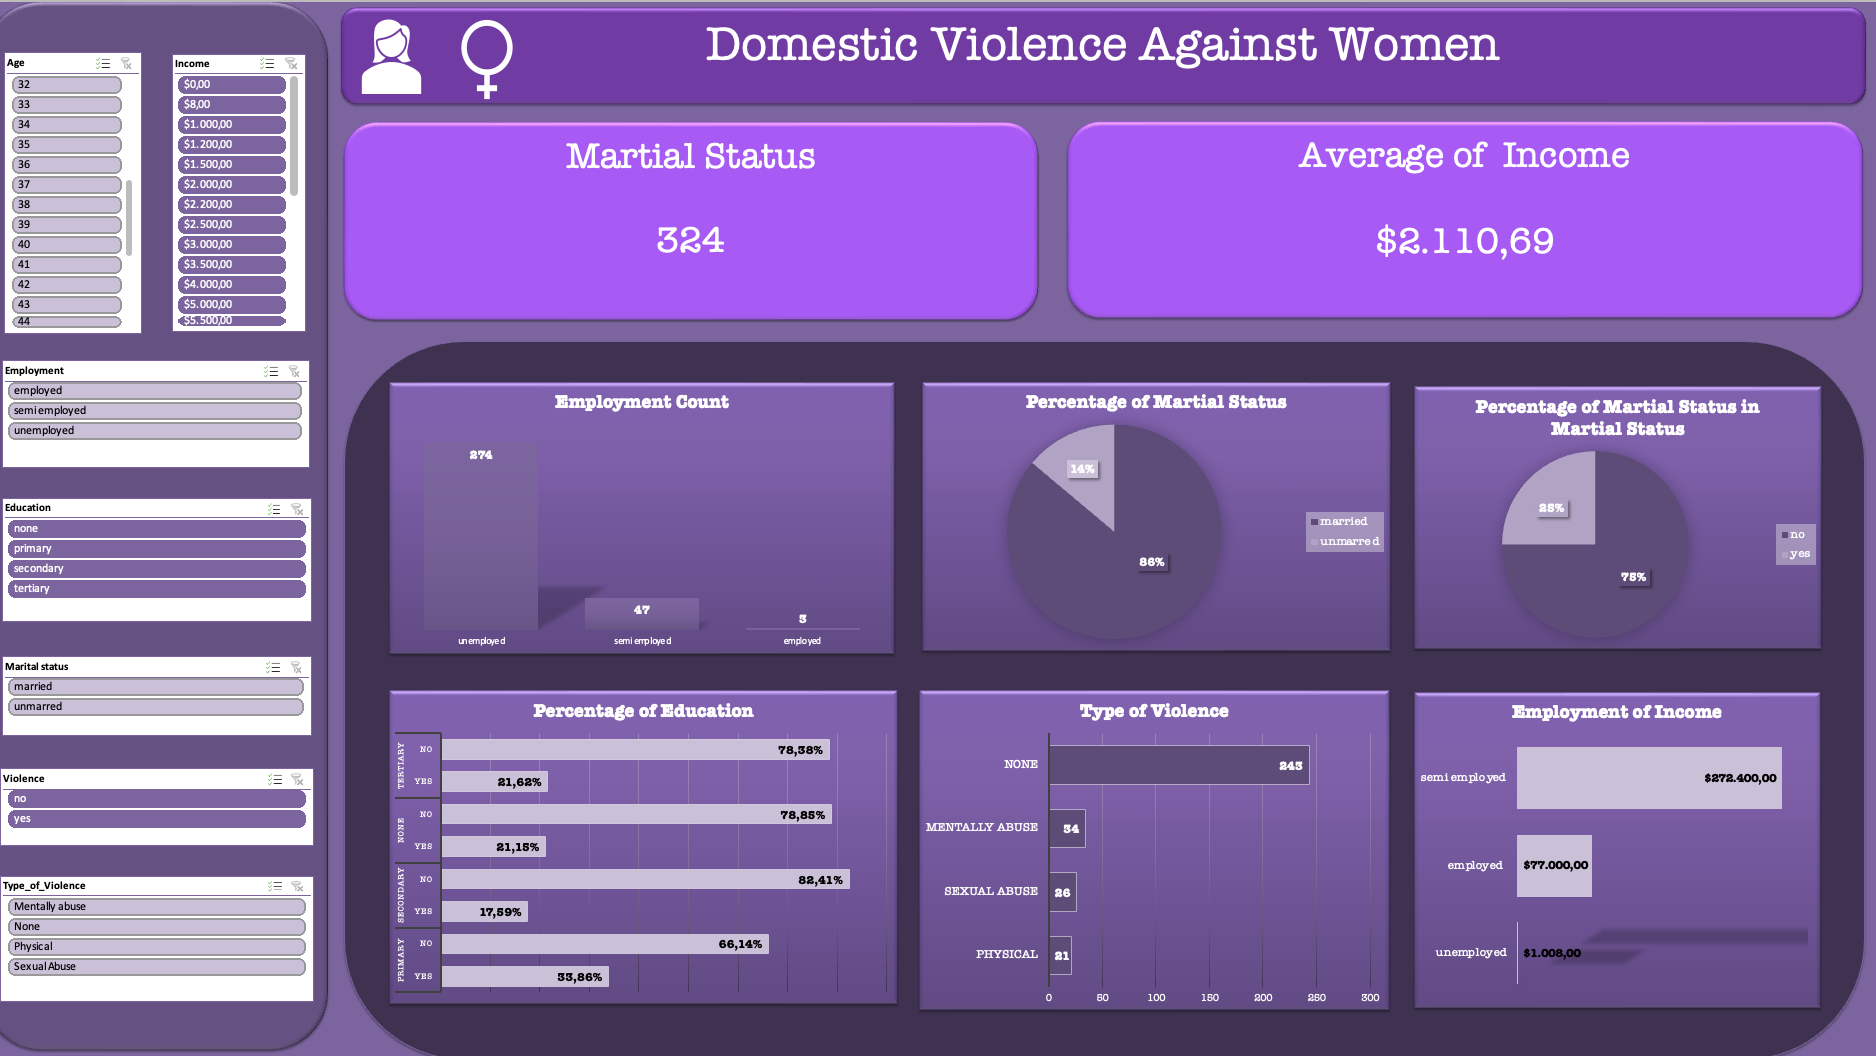 Domestic Violence Against Women
Age
32
33
34
35
36
37
38
39
40
41
42
43
44
Income
$0,00
$8,00
$1.000,00
$1.200,00
$1.500,00
$2.000,00
$2.200,00
$2.500,00
$3.000,00
$3.500,00
$4.000,00
$5.000,00
$5.500,00
Employment
employed
semi employed
unemployed
Education
none
primary
secondary
tertiary
Marital status
married
unmarred
Violence
no
yes
Type_of_Violence
Mentally abuse
None
Physical
Sexual Abuse
Martial Status
324
Average of Income
$2.110,69
Employment Count
274
47
3
unemployed
semi employed
employed
Percentage of Martial Status
14%
86%
married
unmarred
Percentage of Martial Status in
Martial Status
25%
75%
no
yes
Percentage of Education
TERTIARY
NO
78,38%
YES
21,62%
NONE
NO
78,85%
YES
21,15%
SECONDARY
NO
82,41%
YES
17,59%
PRIMARY
NO
66,14%
YES
33,86%
Type of Violence
NONE
243
MENTALLY ABUSE
34
SEXUAL ABUSE
26
PHYSICAL
21
0 50 100 150 200 250 300
Employment of Income
semi employed
$272.400,00
employed
$77.000,00
unemployed
$1.008,00